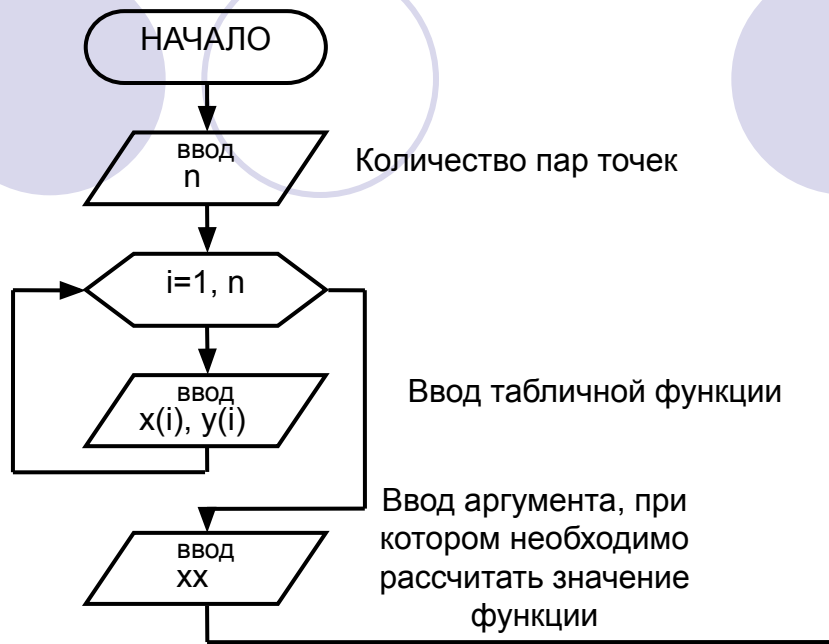 НАЧАЛО
ввод
n
Количество пар точек
i=1, n
ввод
x(i), y(i)
Ввод табличной функции
ввод
xx
Ввод аргумента, при
котором необходимо
рассчитать значение
функции